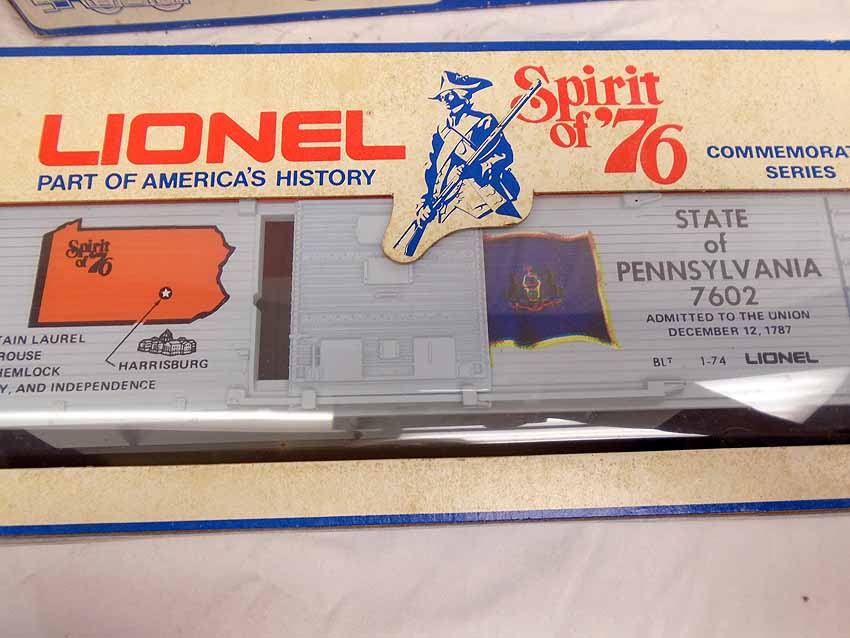 LIONEL
PART OF AMERICA'S HISTORY
Spirit
of '76
COMMEMORAT
SERIES
Spirit
of '76
TAIN LAUREL
ROUSE
HEMLOCK
Y, AND INDEPENDENCE
HARRISBURG
STATE
of
PENNSYLVANIA
7602
ADMITTED TO THE UNION
DECEMBER 12, 1787
BLT 1-74 LIONEL